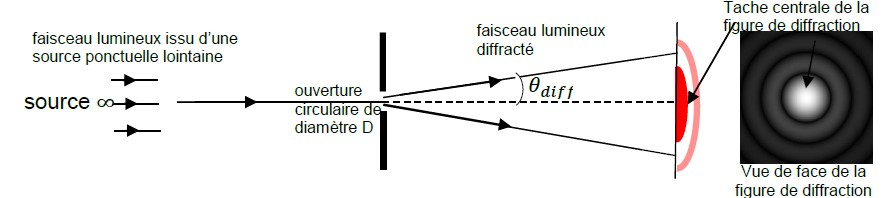 faisceau lumineux issu d’une
source ponctuelle lointaine
source ∞
ouverture
circulaire de
diamètre D
faisceau lumineux
diffracté
θdiff
Tache centrale de la
figure de diffraction
Vue de face de la
figure de diffraction